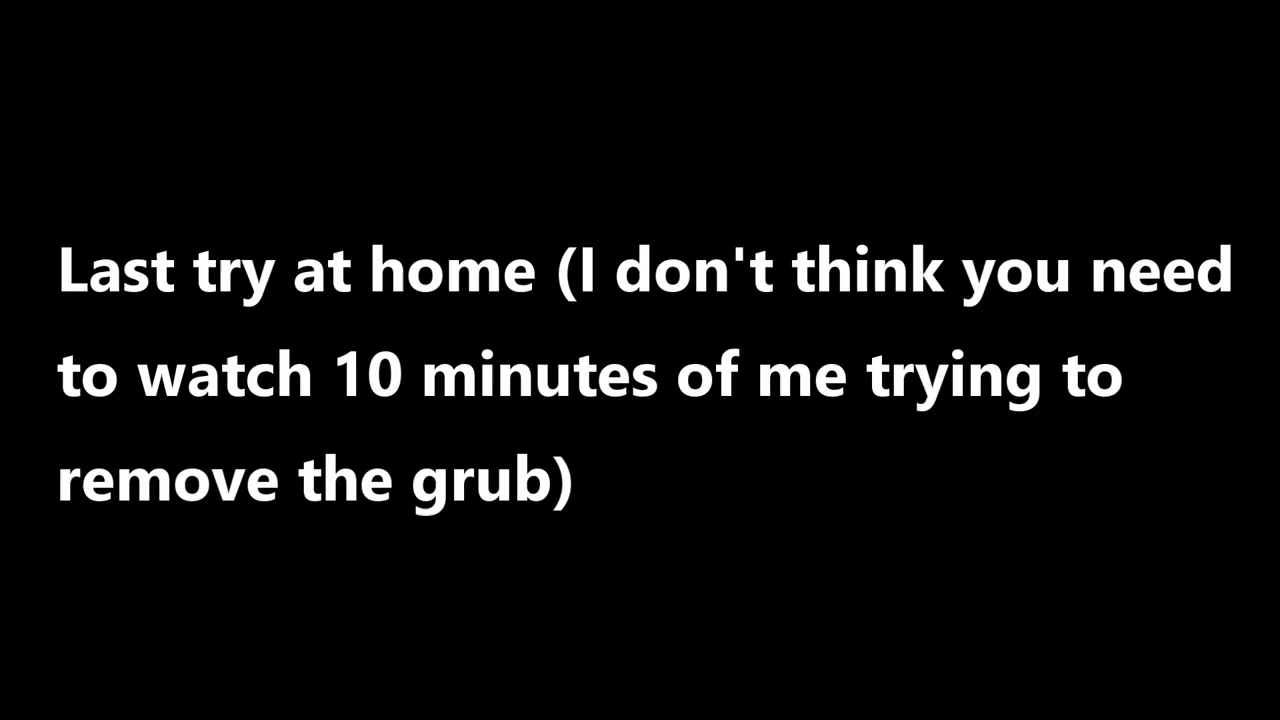 Last try at home (I don't think you need
to watch 10 minutes of me trying to
remove the grub)